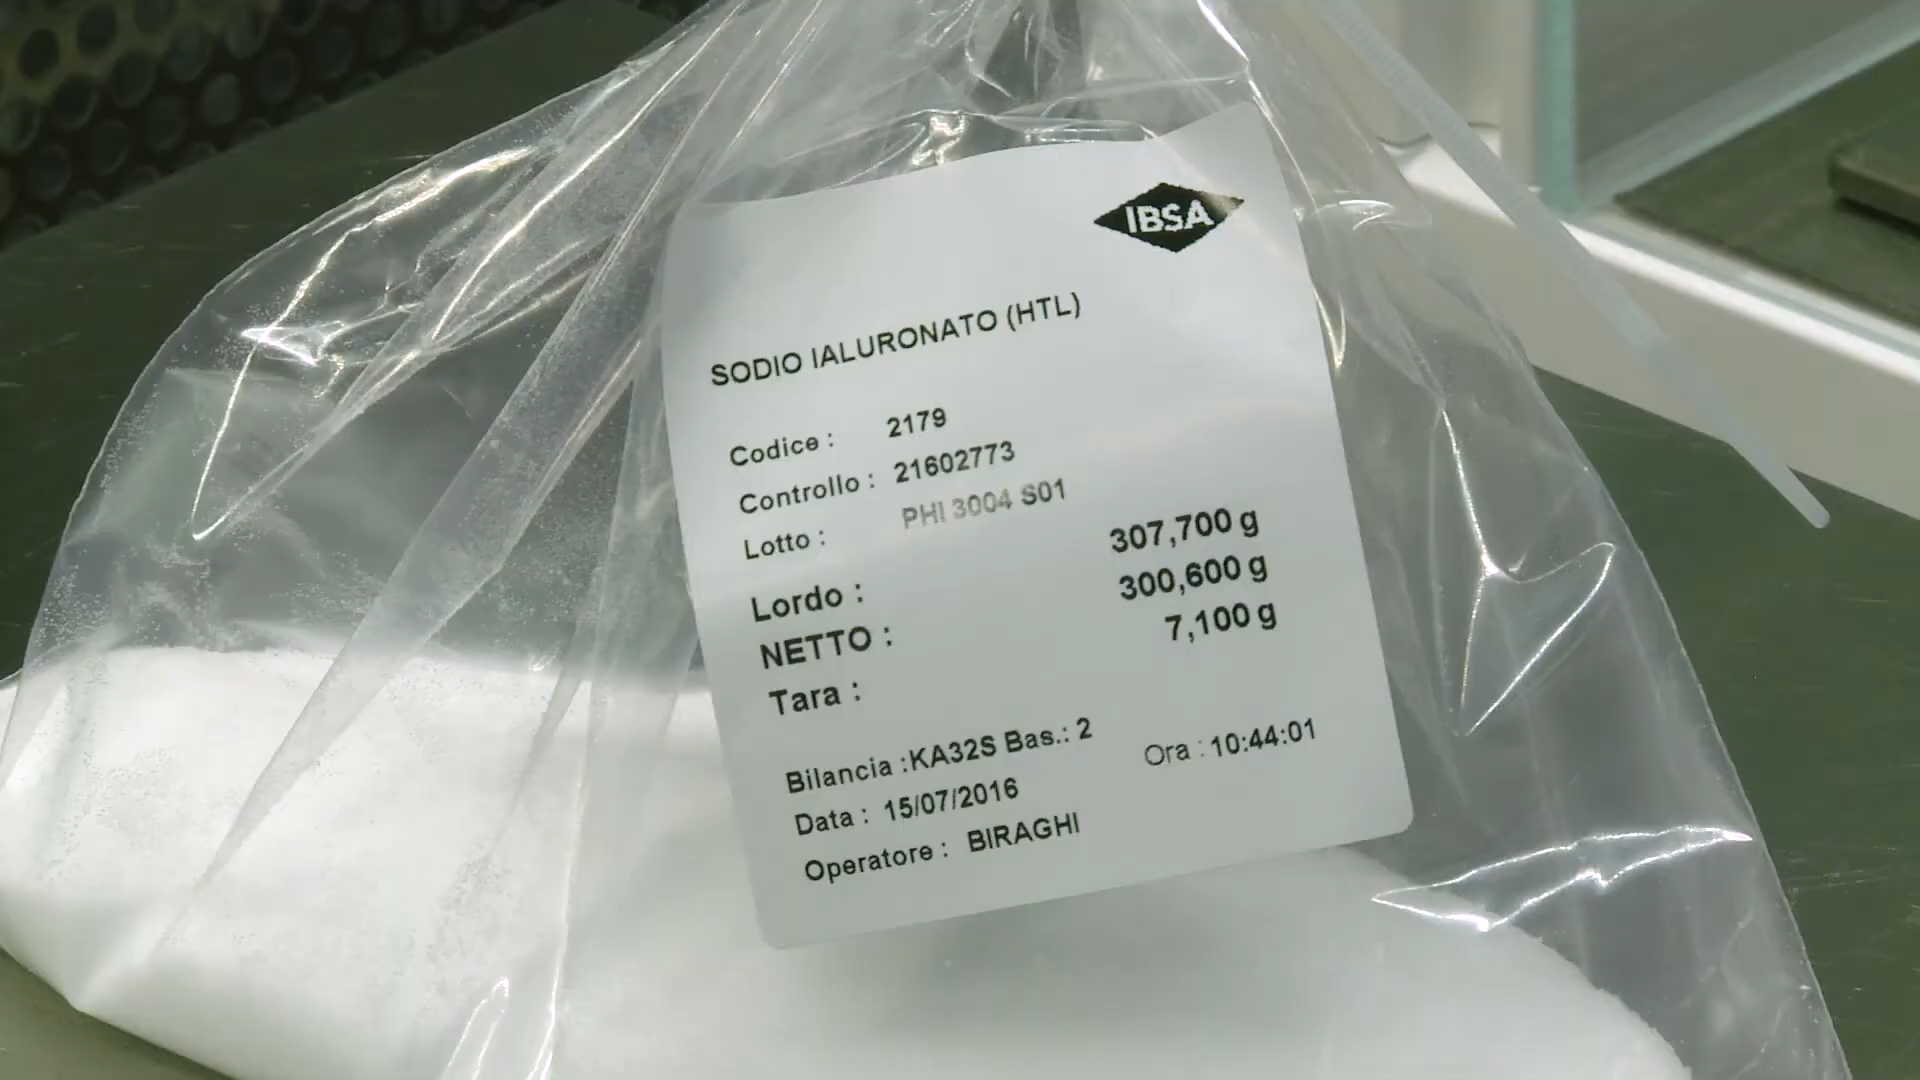 IBSA
SODIO IALURONATO (HTL)
Codice : 2179
Controllo : 21602773
Lotto : PHI 3004 S01
Lordo : 307,700 g
NETTO : 300,600 g
Tara : 7,100 g
Bilancia :KA32S Bas.: 2
Data : 15/07/2016 Ora : 10:44:01
Operatore : BIRAGHI